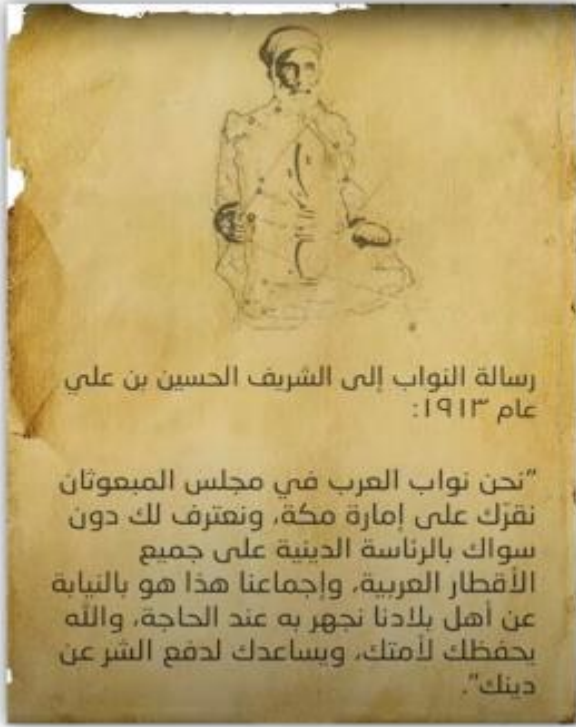 رسالة النواب إلى الشريف الحسين بن علي
عام ١٩١٣:
"نحن نواب العرب في مجلس المبعوثان
نقرّك على إمارة مكة، ونعترف لك دون
سواك بالرئاسة الدينية على جميع
الأقطار العربية، وإجماعنا هذا هو بالنيابة
عن أهل بلادنا نجهر به عند الحاجة، والله
يحفظك لأمتك، ويساعدك لدفع الشر عن
دينك".